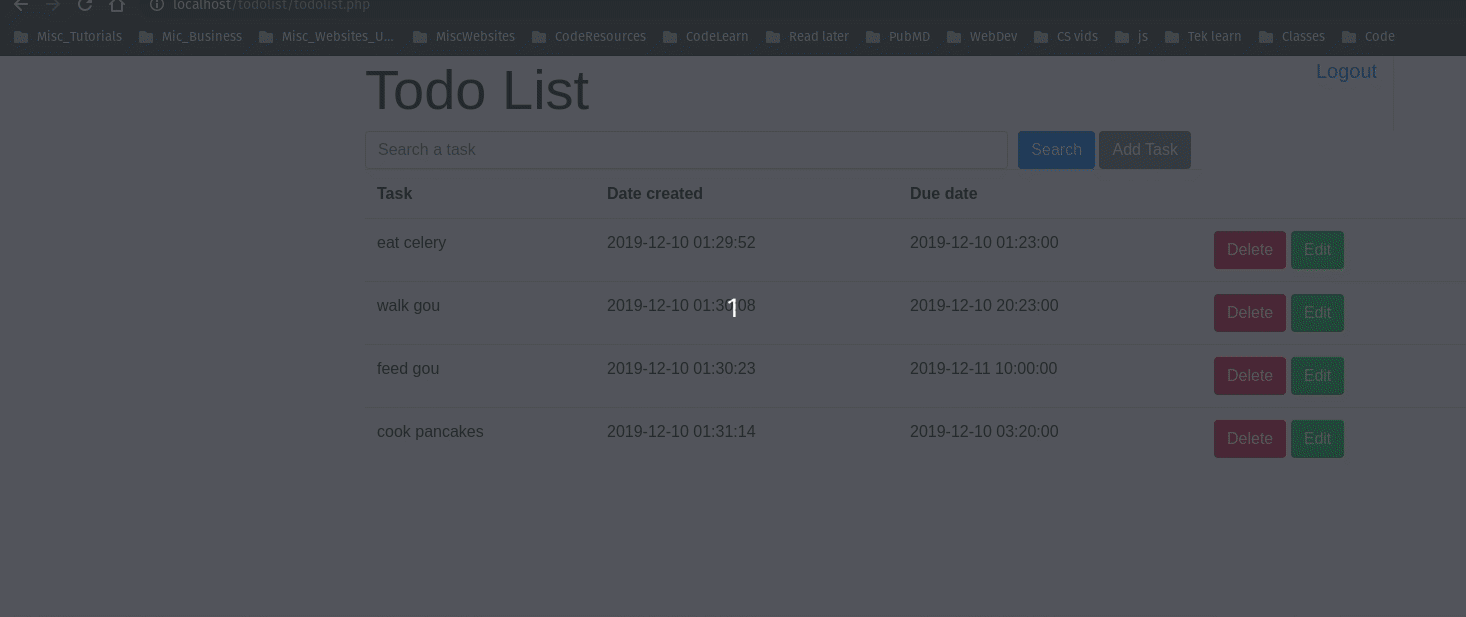 localhost/todolist/todolist.php
Misc_Tutorials Mic_Business Misc_Websites_U... MiscWebsites CodeResources CodeLearn Read later PubMD WebDev CS vids js Tek learn Classes Code
Logout
Todo List
Search a task Search Add Task
Task Date created Due date
eat celery 2019-12-10 01:29:52 2019-12-10 01:23:00 Delete Edit
walk gou 2019-12-10 01:30:08 2019-12-10 20:23:00 Delete Edit
1
feed gou 2019-12-10 01:30:23 2019-12-11 10:00:00 Delete Edit
cook pancakes 2019-12-10 01:31:14 2019-12-10 03:20:00 Delete Edit